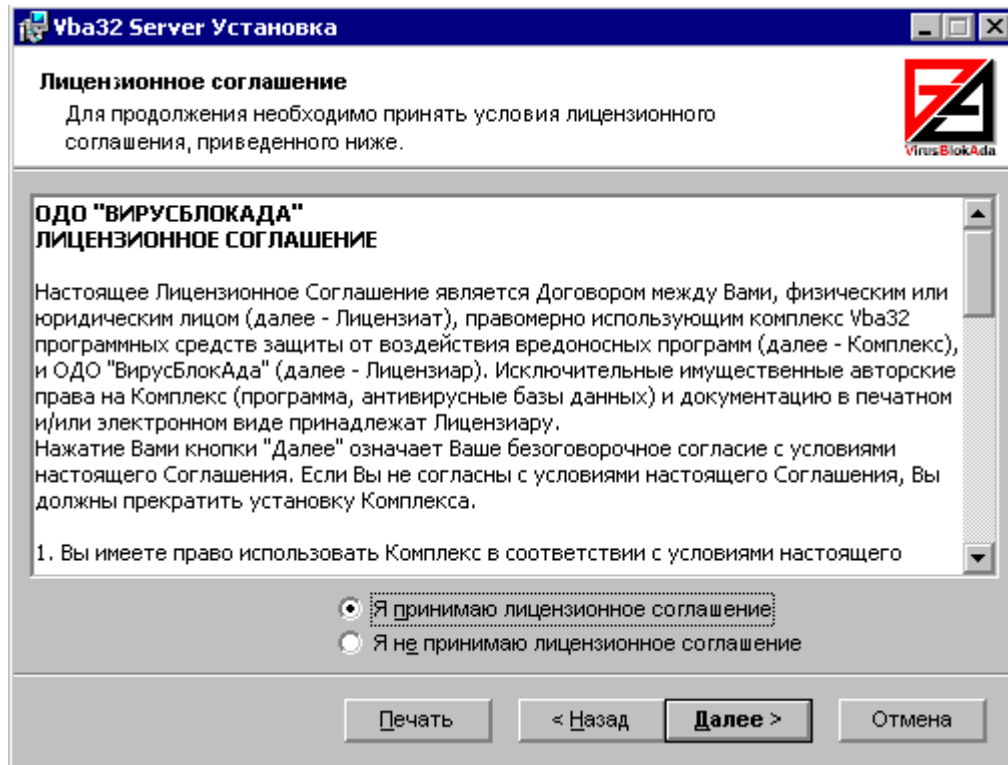 Vba32 Server Установка
Лицензионное соглашение
Для продолжения необходимо принять условия лицензионного
соглашения, приведенного ниже.
VirusBlokAda
ОДО "ВИРУСБЛОКАДА"
ЛИЦЕНЗИОННОЕ СОГЛАШЕНИЕ
Настоящее Лицензионное Соглашение является Договором между Вами, физическим или
юридическим лицом (далее - Лицензиат), правомерно использующим комплекс Vba32
программных средств защиты от воздействия вредоносных программ (далее - Комплекс),
и ОДО "ВирусБлокАда" (далее - Лицензиар). Исключительные имущественные авторские
права на Комплекс (программа, антивирусные базы данных) и документацию в печатном
и/или электронном виде принадлежат Лицензиару.
Нажатие Вами кнопки "Далее" означает Ваше безоговорочное согласие с условиями
настоящего Соглашения. Если Вы не согласны с условиями настоящего Соглашения, Вы
должны прекратить установку Комплекса.
1. Вы имеете право использовать Комплекс в соответствии с условиями настоящего
Я принимаю лицензионное соглашение
Я не принимаю лицензионное соглашение
Печать < Назад Далее > Отмена